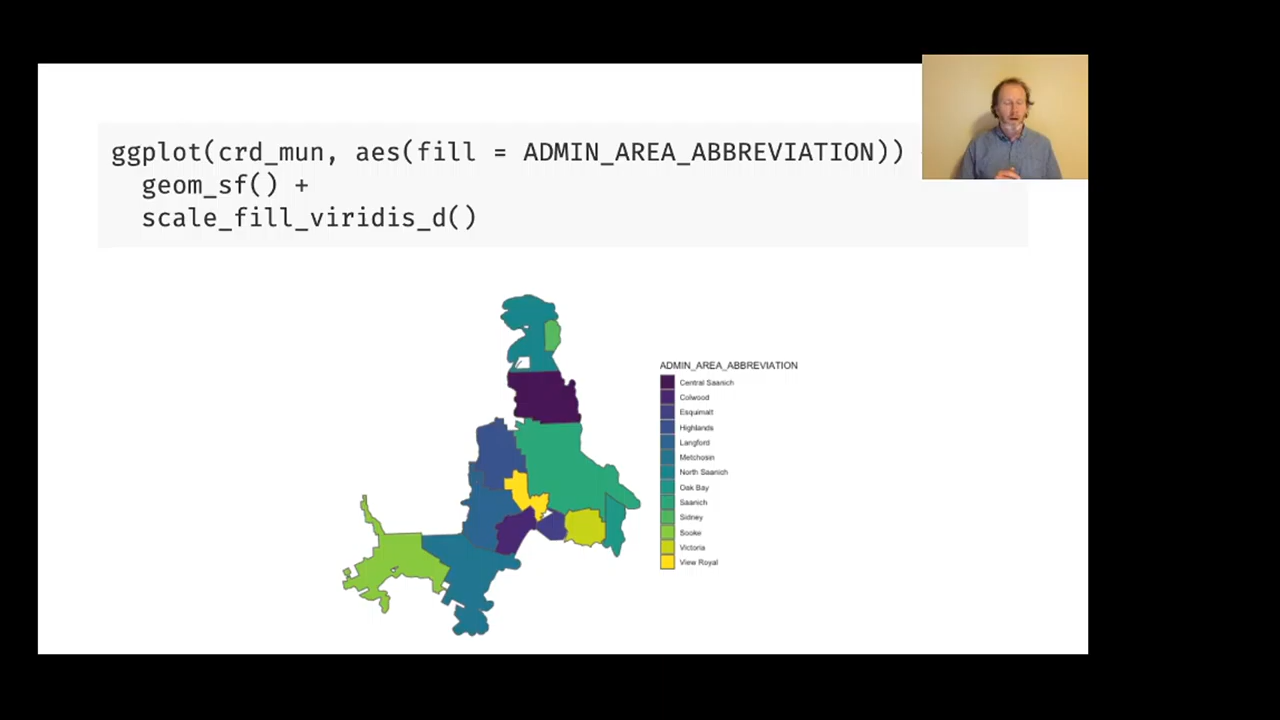 ggplot(crd_mun, aes(fill = ADMIN_AREA_ABBREVIATION))
geom_sf() +
scale_fill_viridis_d()
ADMIN_AREA_ABBREVIATION
Central Saanich
Colwood
Esquimalt
Highlands
Langford
Metchosin
North Saanich
Oak Bay
Saanich
Sidney
Sooke
Victoria
View Royal